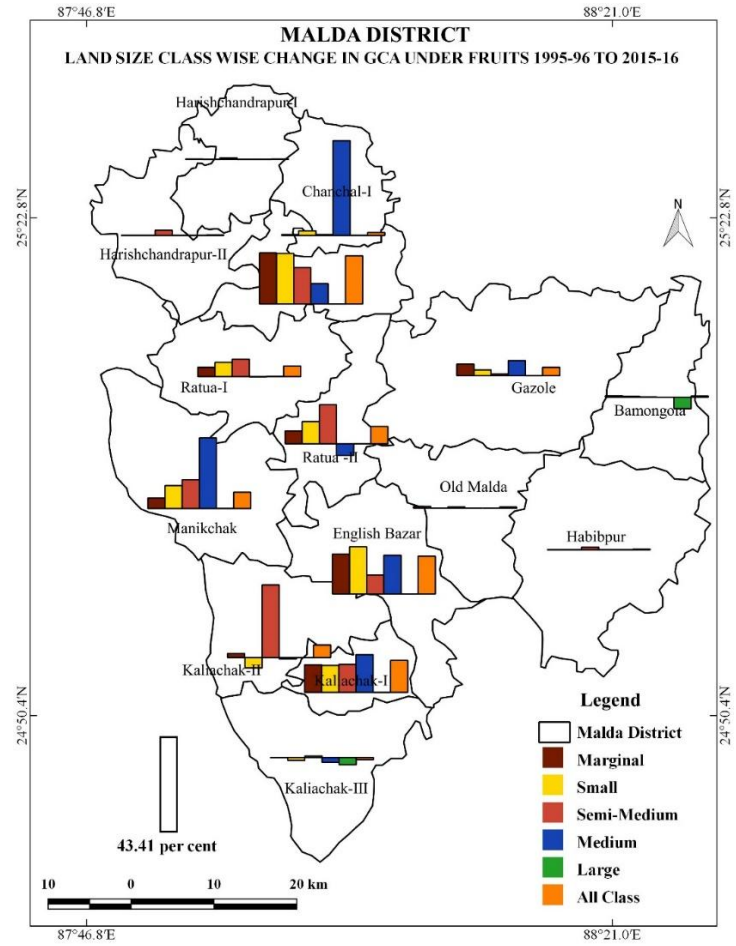 87°46.8'E
88°21.0'E
MALDA DISTRICT
LAND SIZE CLASS WISE CHANGE IN GCA UNDER FRUITS 1995-96 TO 2015-16
Harishchandrapur-I
Chanchal-I
25°22.8'N
25°22.8'N
N
Harishchandrapur-II
Ratua-I
Gazole
Bamongola
Ratua -II
Old Malda
Manikchak
English Bazar
Habibpur
Kaliachak-II
Kaliachak-I
24°50.4'N
24°50.4'N
Kaliachak-III
43.41 per cent
Legend
Malda District
Marginal
Small
Semi-Medium
Medium
Large
All Class
10 0 10 20 km
87°46.8'E
88°21.0'E